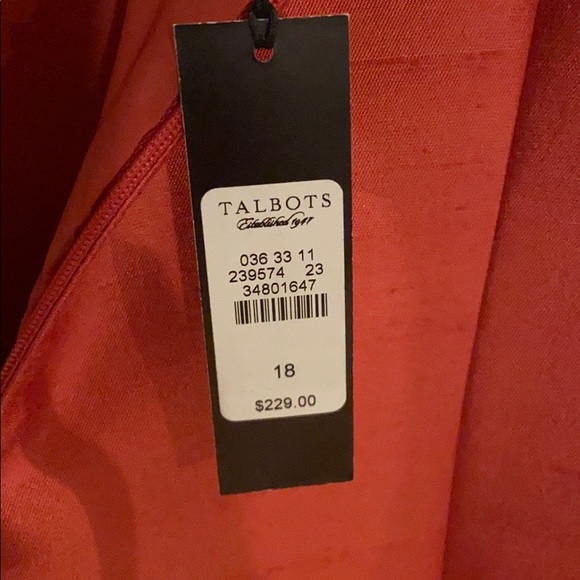 TALBOTS
Established 1947
036 33 11
239574 23
34801647
18
$229.00